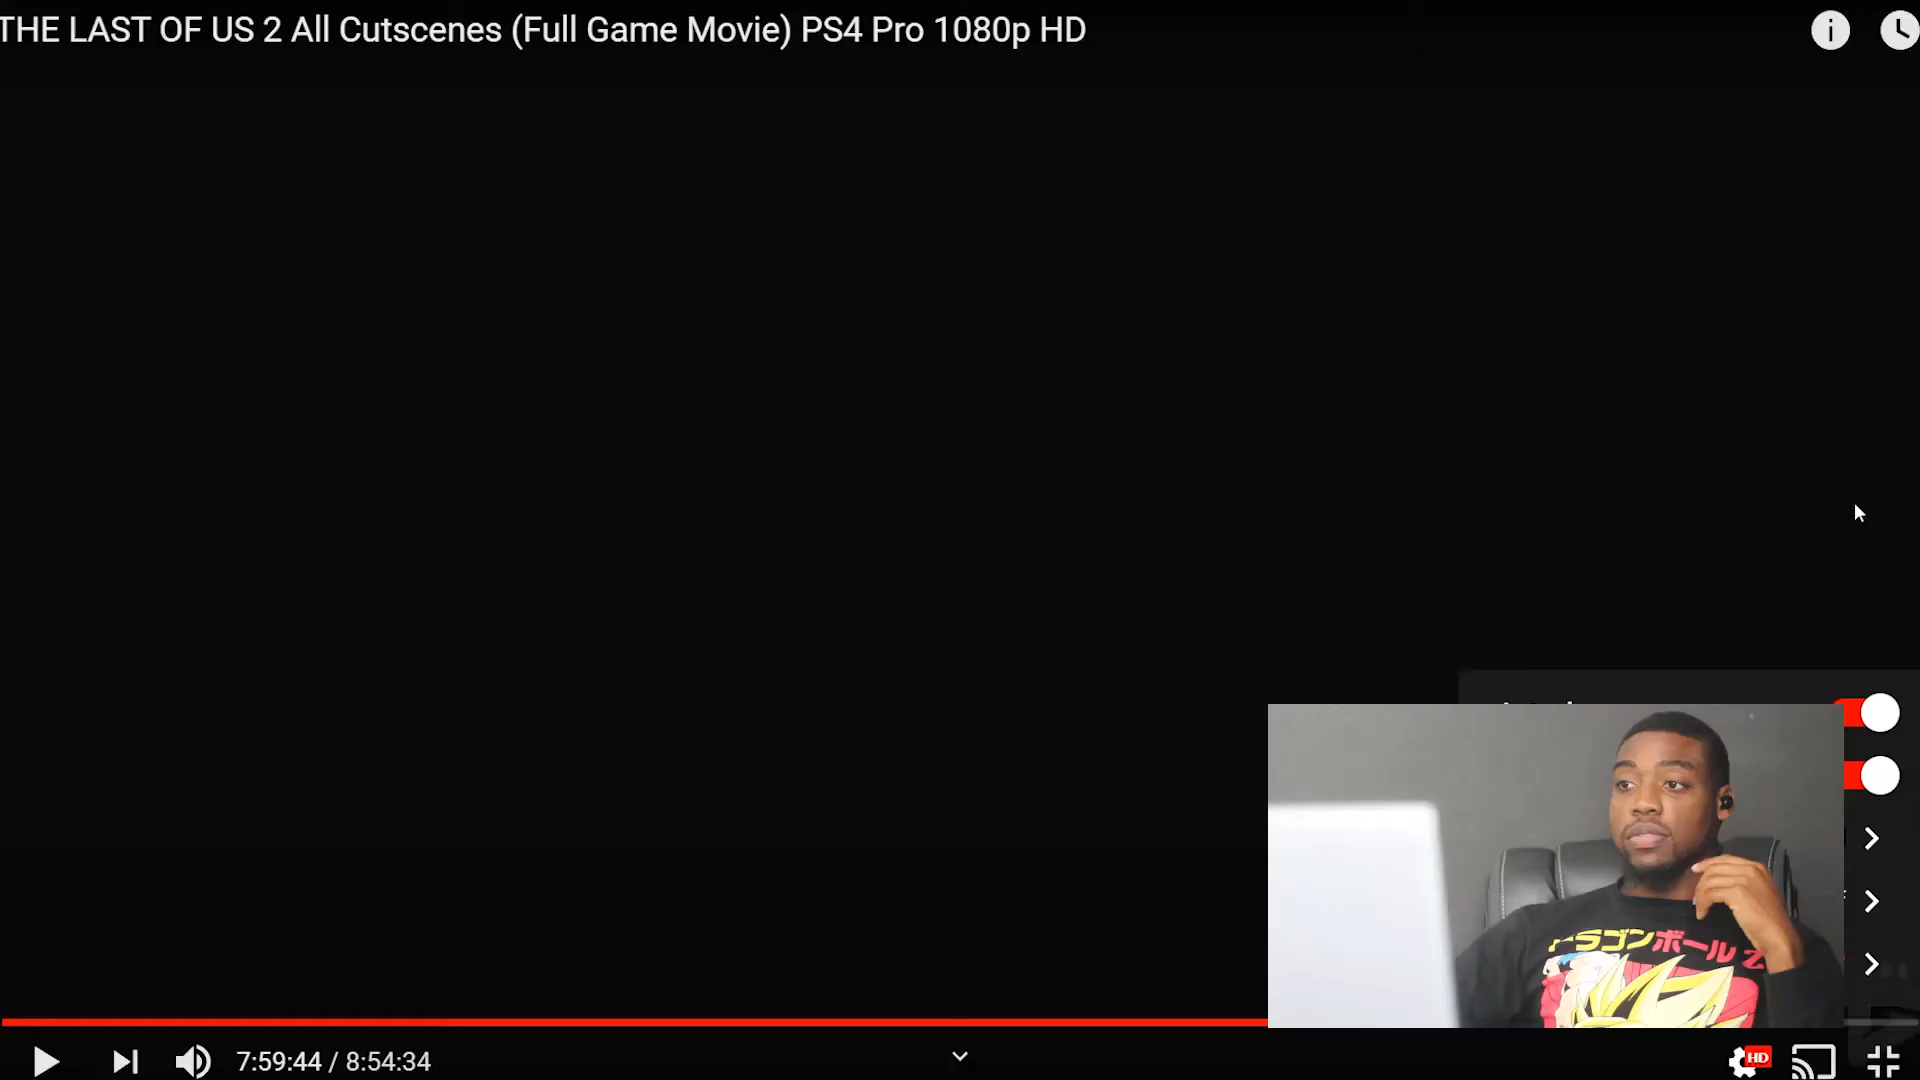 THE LAST OF US 2 All Cutscenes (Full Game Movie) PS4 Pro 1080p HD
ドラゴンボール Z
7:59:44 / 8:54:34
HD